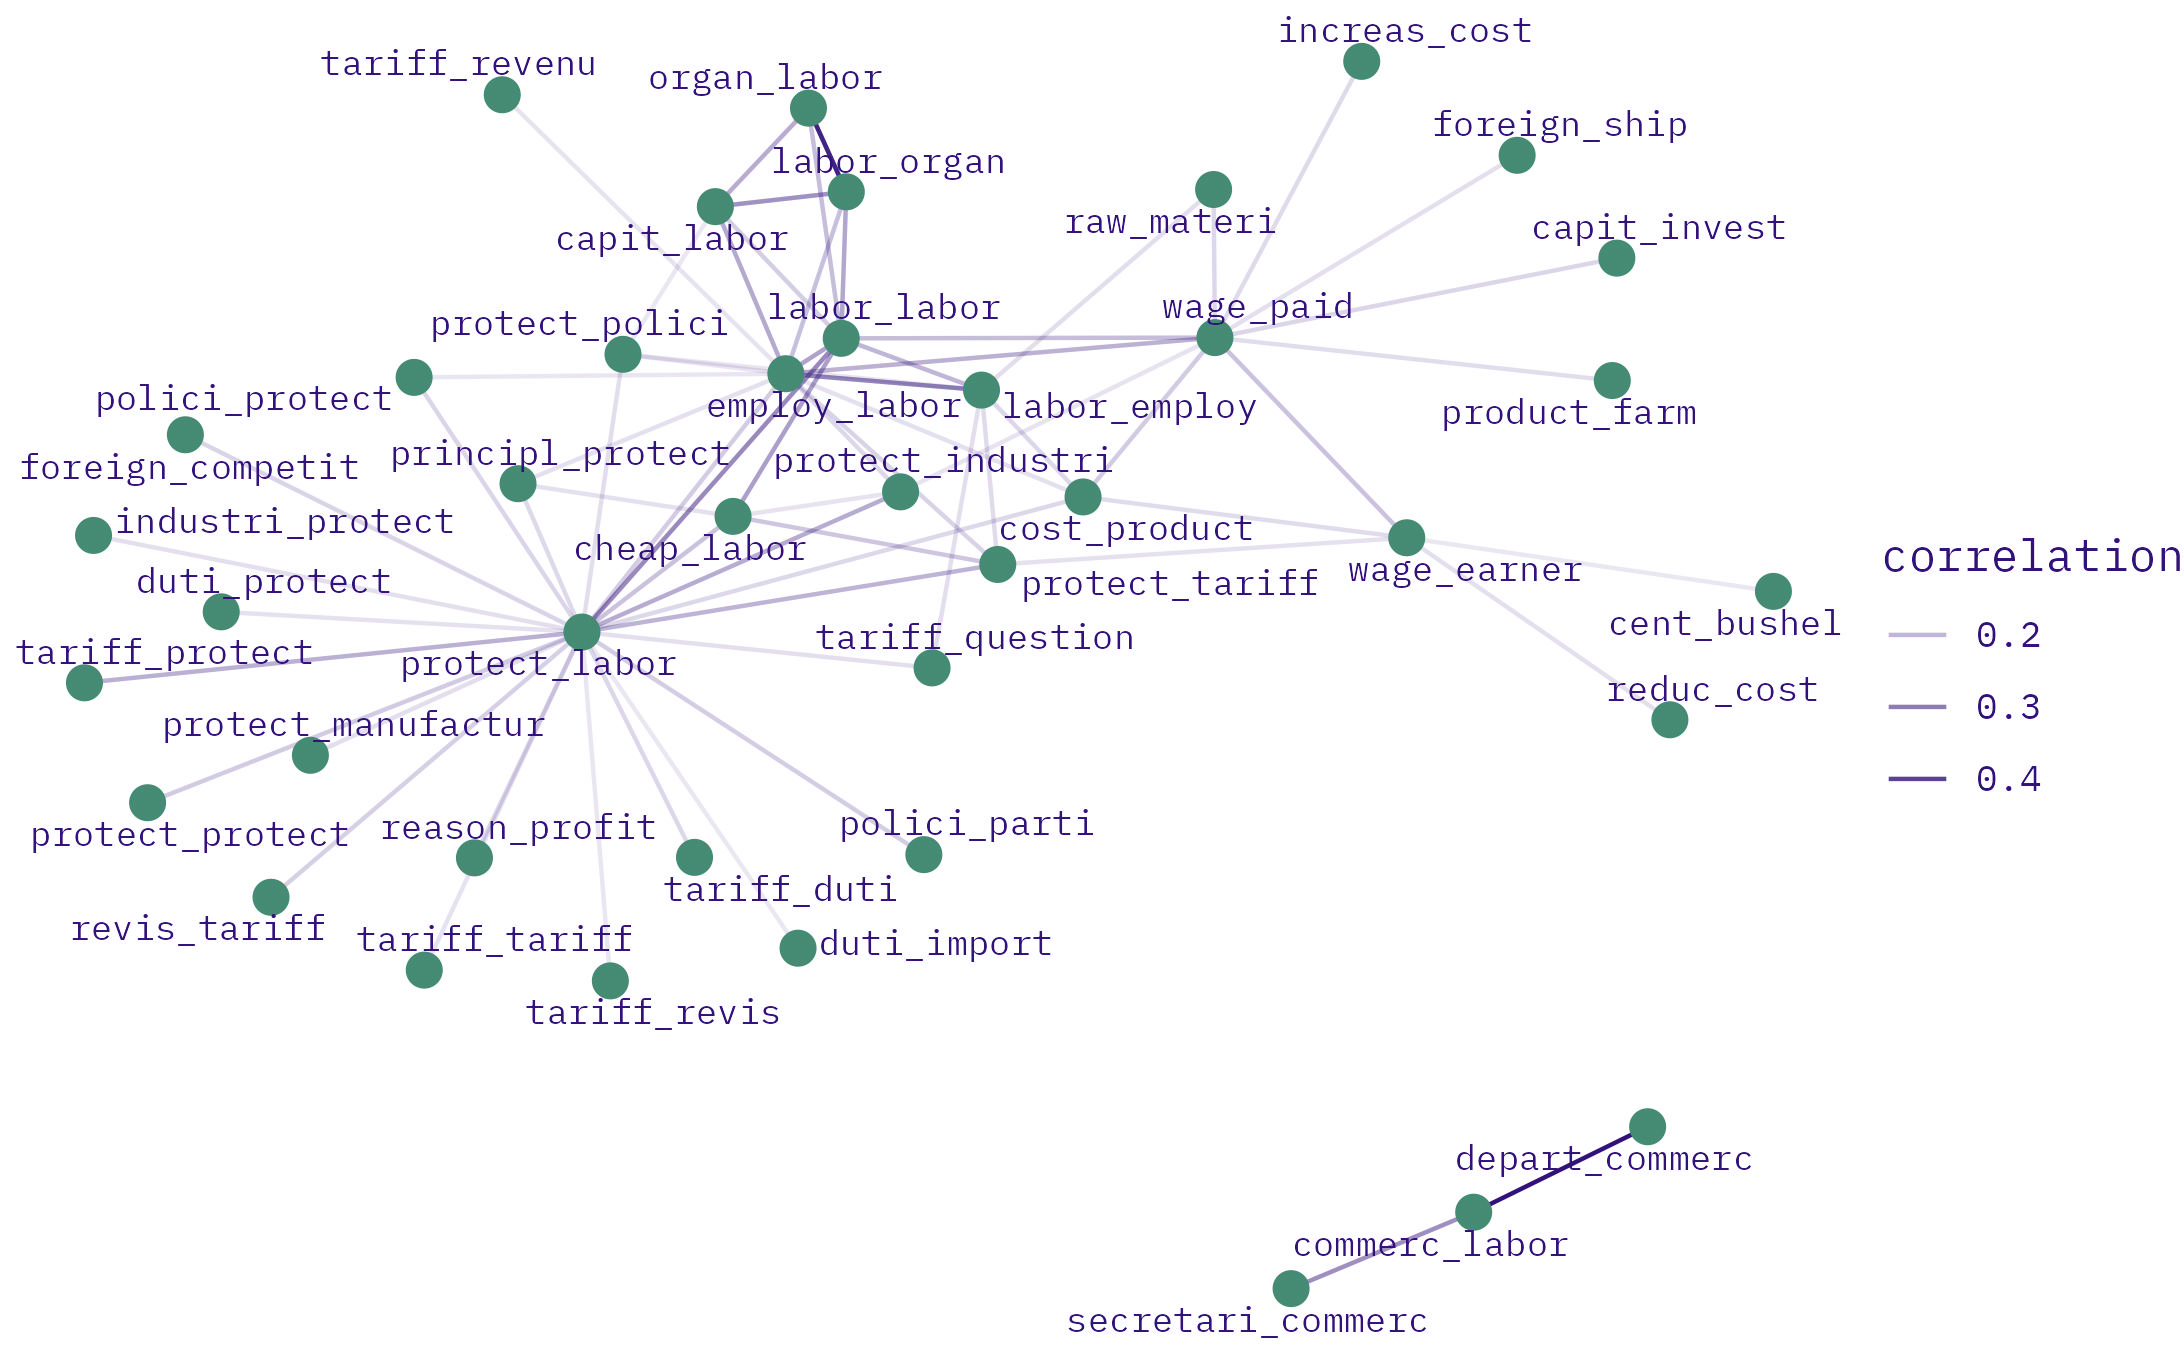 increas_cost
tariff_revenu
organ_labor
foreign_ship
labor_organ
raw_materi
capit_invest
capit_labor
labor_labor
wage_paid
protect_polici
polici_protect
employ_labor
labor_employ
product_farm
foreign_competit
principl_protect
protect_industri
industri_protect
cost_product
cheap_labor
correlation
duti_protect
protect_tariff
wage_earner
cent_bushel
0.2
tariff_protect
protect_labor
tariff_question
reduc_cost
0.3
protect_manufactur
0.4
protect_protect
reason_profit
polici_parti
tariff_duti
revis_tariff
tariff_tariff
duti_import
tariff_revis
depart_commerc
commerc_labor
secretari_commerc